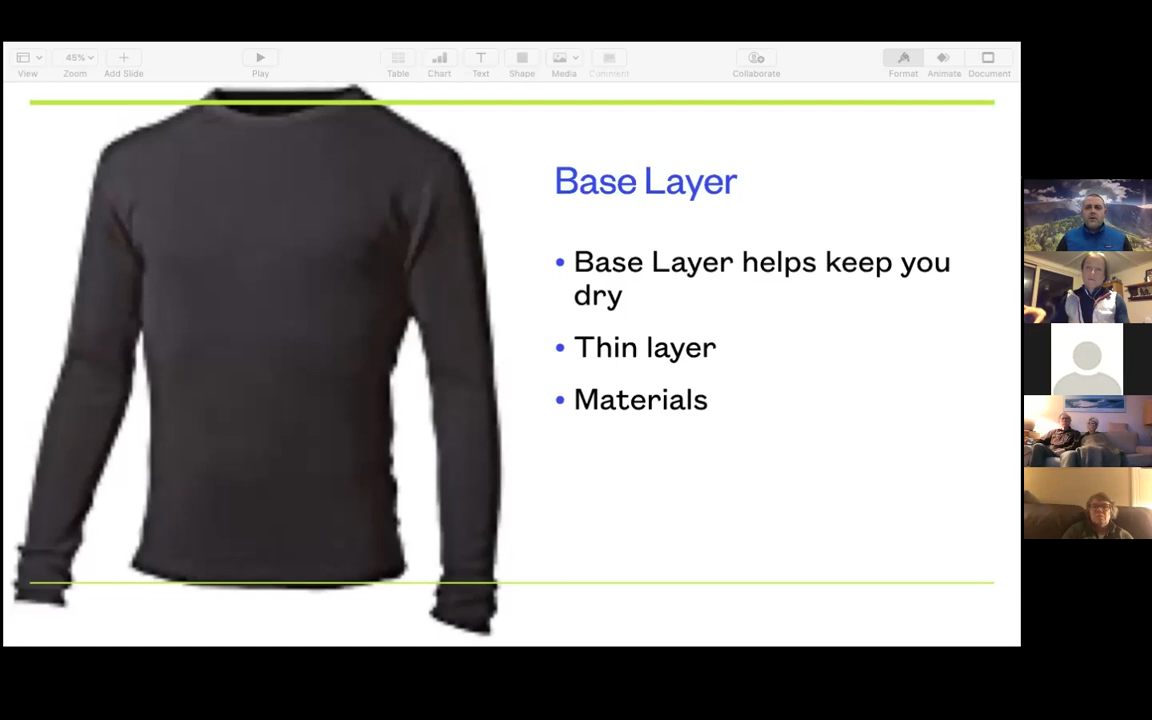 45%
View
Zoom
Add Slide
Play
Table
Chart
Text
Shape
Media
Comment
Collaborate
Format
Animate
Document
Base Layer
• Base Layer helps keep you
dry
• Thin layer
• Materials